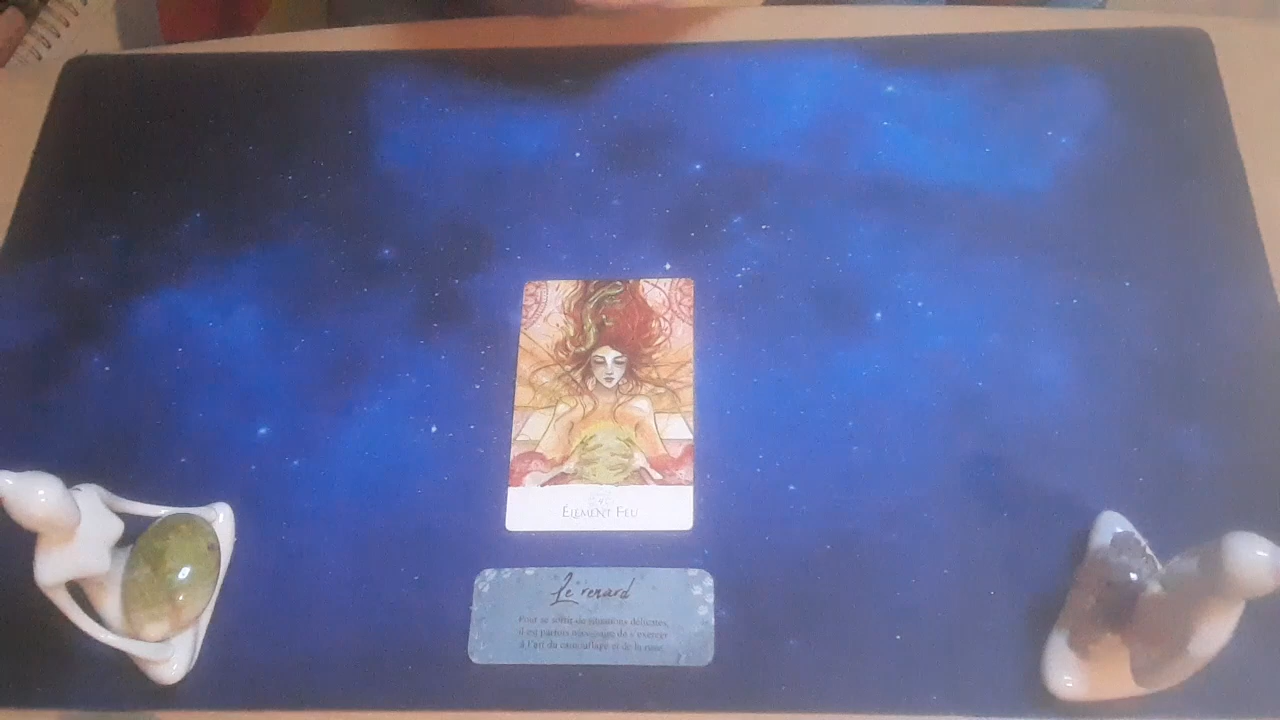 ÉLEMENT FEU
Le renard
Pour se sortir de situations délicates,
il est parfois nécessaire de s'exercer
à l'art du camouflage et de la ruse.